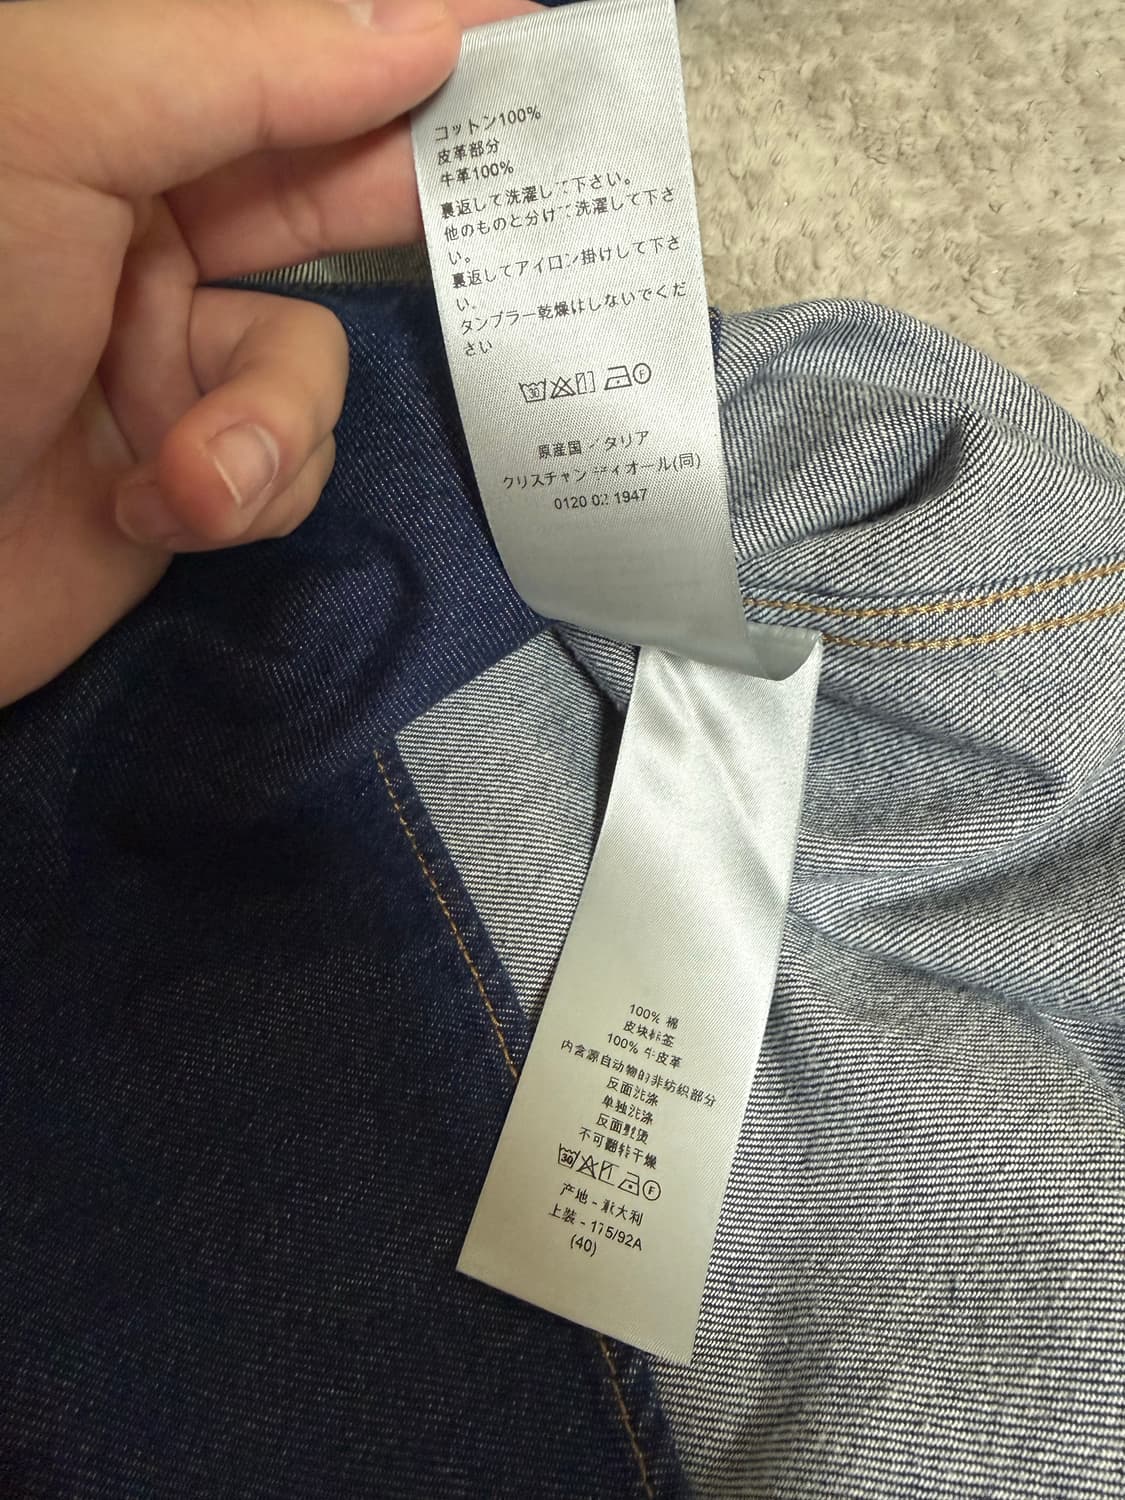 コットン100%
皮革部分
牛革100%
裏返して洗濯して下さい。
他のものと分けて洗濯して下さ
い。
裏返してアイロン掛けして下さ
い。
タンブラー乾燥はしないでくだ
さい
30 F
原産国 イタリア
クリスチャン ディオール(同)
0120 02 1947
100% 棉
皮块标签
100% 牛皮革
内含源自动物的非纺织部分
反面洗涤
单独洗涤
反面熨烫
不可翻转干燥
30 F
产地 - 意大利
上装 - 175/92A
(40)